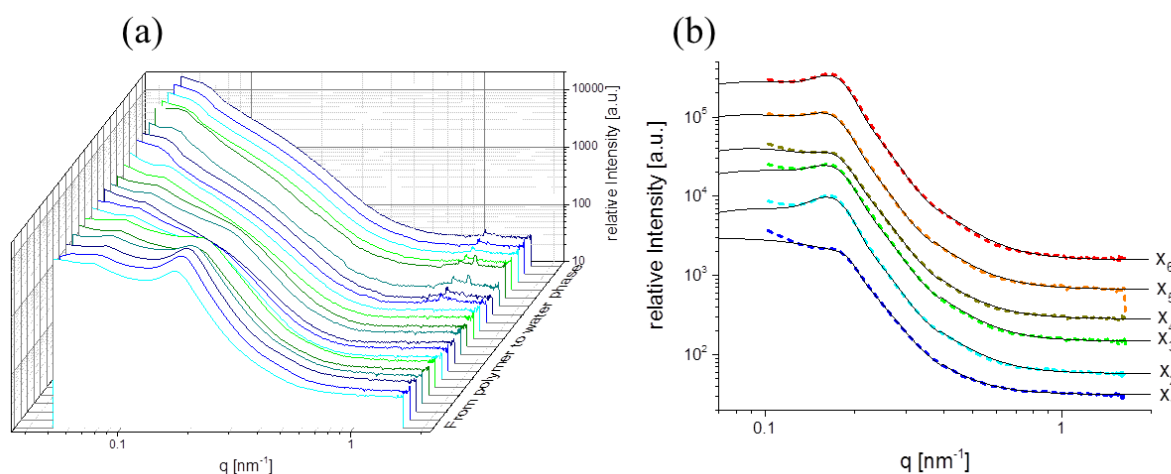 (a)
(b)
10000
1000
100
10
relative Intensity [a.u.]
From polymer to water phase
0.1
1
q [nm⁻¹]
10⁵
10⁴
10³
10²
relative Intensity [a.u.]
X₆
X₅
X
X₃
X
X
0.1
1
q [nm⁻¹]